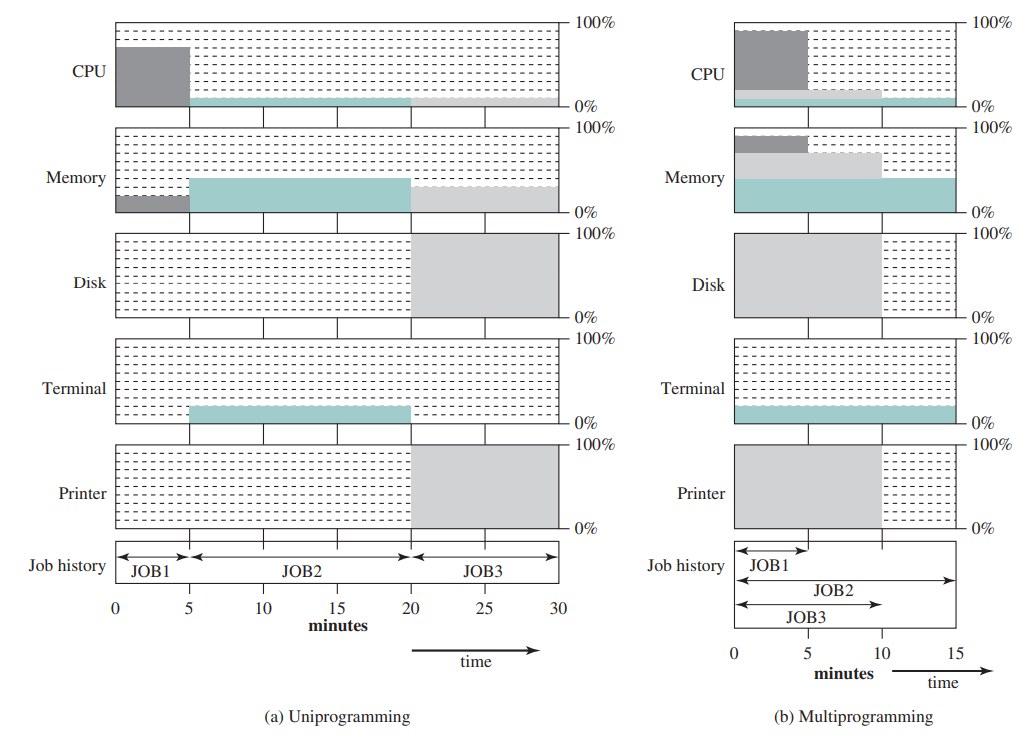 CPU
100%
0%
Memory
100%
0%
Disk
100%
0%
Terminal
100%
0%
Printer
100%
0%
Job history
JOB1
JOB2
JOB3
0 5 10 15 20 25 30
minutes
time
(a) Uniprogramming
CPU
100%
0%
Memory
100%
0%
Disk
100%
0%
Terminal
100%
0%
Printer
100%
0%
Job history
JOB1
JOB2
JOB3
0 5 10 15
minutes
time
(b) Multiprogramming